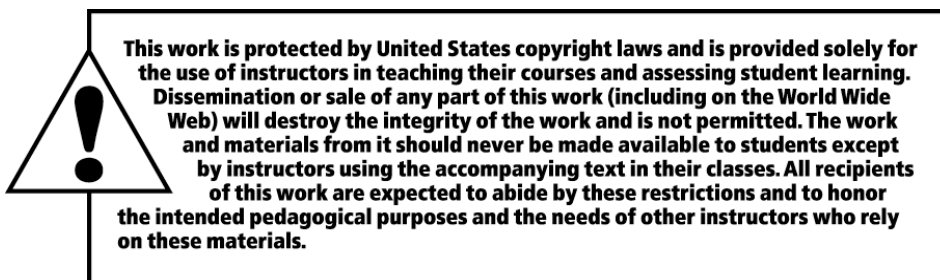 This work is protected by United States copyright laws and is provided solely for
the use of instructors in teaching their courses and assessing student learning.
Dissemination or sale of any part of this work (including on the World Wide
Web) will destroy the integrity of the work and is not permitted. The work
and materials from it should never be made available to students except
by instructors using the accompanying text in their classes. All recipients
of this work are expected to abide by these restrictions and to honor
the intended pedagogical purposes and the needs of other instructors who rely
on these materials.